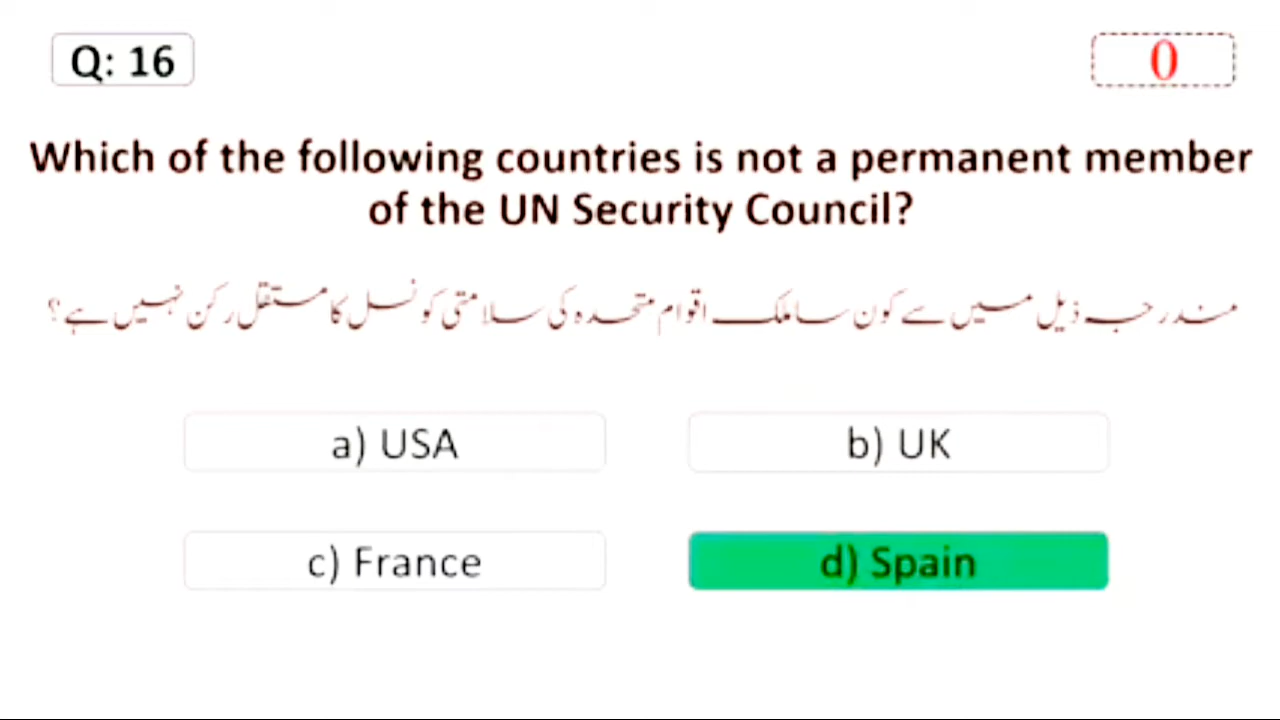 Q: 16
0
Which of the following countries is not a permanent member
of the UN Security Council?
مندرجہ ذیل میں سے کون سا ملک اقوام متحدہ کی سلامتی کونسل کا مستقل رکن نہیں ہے؟
a) USA
b) UK
c) France
d) Spain